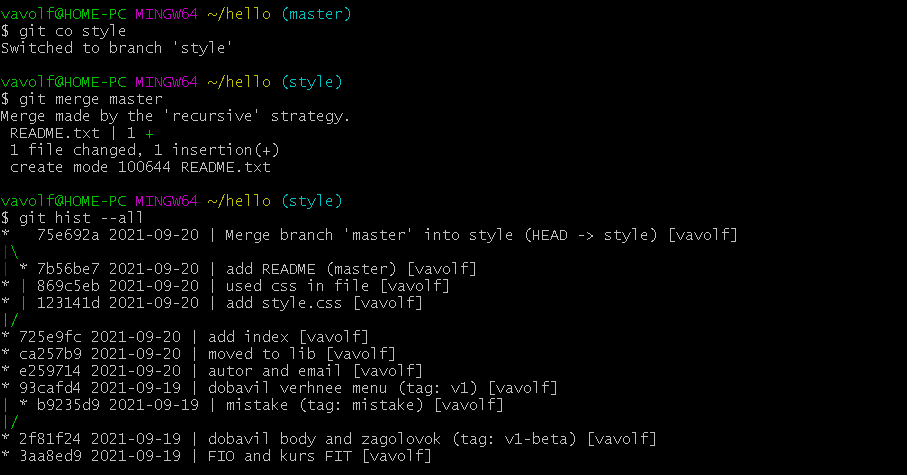 vavolf@HOME-PC MINGW64 ~/hello (master)
$ git co style
Switched to branch 'style'
vavolf@HOME-PC MINGW64 ~/hello (style)
$ git merge master
Merge made by the 'recursive' strategy.
 README.txt | 1 +
 1 file changed, 1 insertion(+)
 create mode 100644 README.txt
vavolf@HOME-PC MINGW64 ~/hello (style)
$ git hist --all
*   75e692a 2021-09-20 | Merge branch 'master' into style (HEAD -> style) [vavolf]
|\
| * 7b56be7 2021-09-20 | add README (master) [vavolf]
* | 869c5eb 2021-09-20 | used css in file [vavolf]
* | 123141d 2021-09-20 | add style.css [vavolf]
|/
* 725e9fc 2021-09-20 | add index [vavolf]
* ca257b9 2021-09-20 | moved to lib [vavolf]
* e259714 2021-09-20 | autor and email [vavolf]
* 93cafd4 2021-09-19 | dobavil verhnee menu (tag: v1) [vavolf]
| * b9235d9 2021-09-19 | mistake (tag: mistake) [vavolf]
|/
* 2f81f24 2021-09-19 | dobavil body and zagolovok (tag: v1-beta) [vavolf]
* 3aa8ed9 2021-09-19 | FIO and kurs FIT [vavolf]